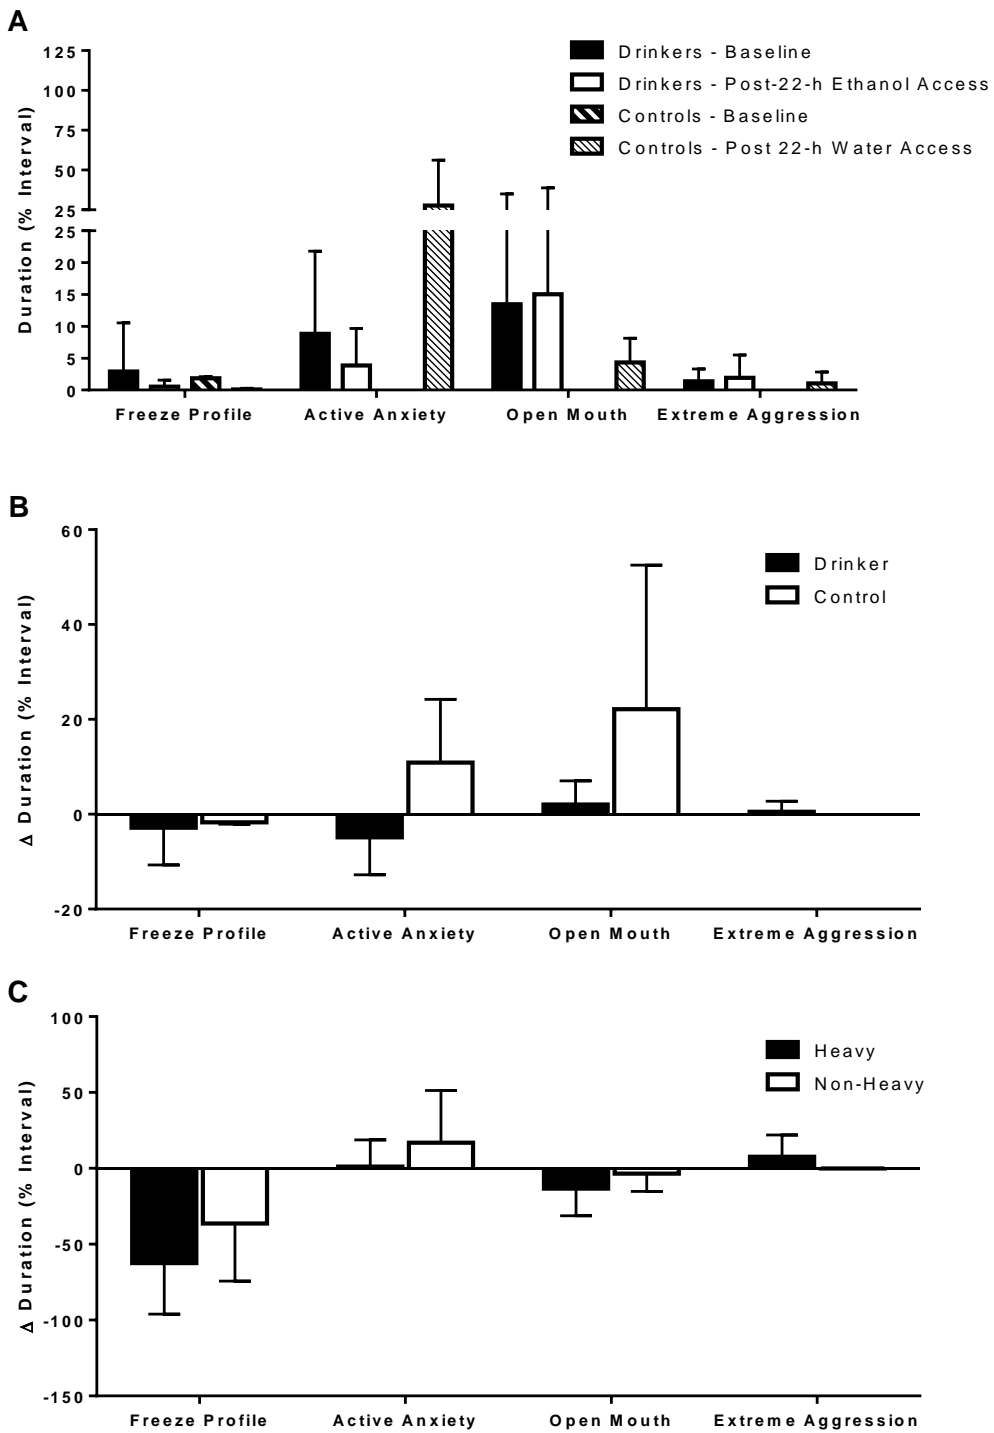 A
Duration (% Interval)
125
100
75
50
25
25
20
15
10
5
0
Drinkers - Baseline
Drinkers - Post-22-h Ethanol Access
Controls - Baseline
Controls - Post 22-h Water Access
Freeze Profile Active Anxiety Open Mouth Extreme Aggression
B
Δ Duration (% Interval)
60
40
20
0
-20
Drinker
Control
Freeze Profile Active Anxiety Open Mouth Extreme Aggression
C
Δ Duration (% Interval)
100
50
0
-50
-100
-150
Heavy
Non-Heavy
Freeze Profile Active Anxiety Open Mouth Extreme Aggression